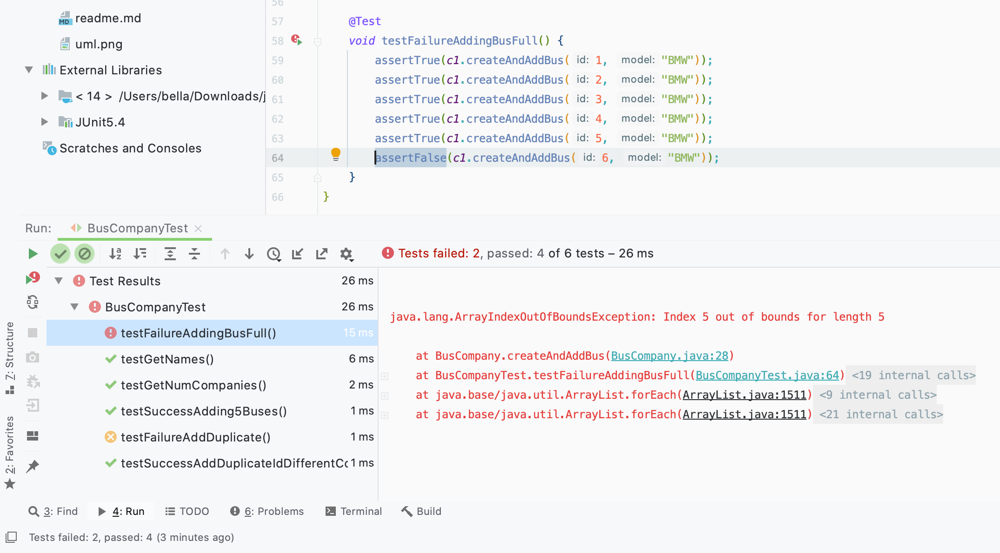 readme.md
uml.png
External Libraries
< 14 > /Users/bella/Downloads/j
JUnit5.4
Scratches and Consoles
56
57 @Test
58 void testFailureAddingBusFull() {
59 assertTrue(c1.createAndAddBus( id: 1, model: "BMW"));
60 assertTrue(c1.createAndAddBus( id: 2, model: "BMW"));
61 assertTrue(c1.createAndAddBus( id: 3, model: "BMW"));
62 assertTrue(c1.createAndAddBus( id: 4, model: "BMW"));
63 assertTrue(c1.createAndAddBus( id: 5, model: "BMW"));
64 assertFalse(c1.createAndAddBus( id: 6, model: "BMW"));
65 }
66 }
Run: BusCompanyTest
Tests failed: 2, passed: 4 of 6 tests – 26 ms
Test Results 26 ms
BusCompanyTest 26 ms
testFailureAddingBusFull() 15 ms
testGetNames() 6 ms
testGetNumCompanies() 2 ms
testSuccessAdding5Buses() 1 ms
testFailureAddDuplicate() 1 ms
testSuccessAddDuplicateIdDifferentCo 1 ms
java.lang.ArrayIndexOutOfBoundsException: Index 5 out of bounds for length 5
at BusCompany.createAndAddBus(BusCompany.java:28)
at BusCompanyTest.testFailureAddingBusFull(BusCompanyTest.java:64) <19 internal calls>
at java.base/java.util.ArrayList.forEach(ArrayList.java:1511) <9 internal calls>
at java.base/java.util.ArrayList.forEach(ArrayList.java:1511) <21 internal calls>
7: Structure
2: Favorites
3: Find 4: Run TODO 6: Problems Terminal Build
Tests failed: 2, passed: 4 (3 minutes ago)